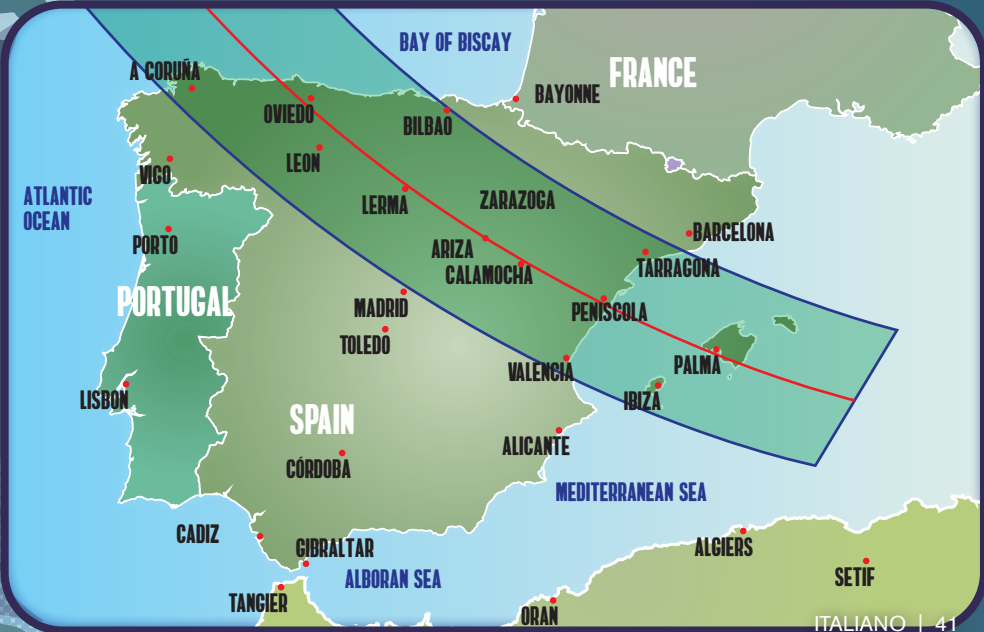 BAY OF BISCAY
FRANCE
A CORUÑA
BAYONNE
OVIEDO
BILBAO
LEON
VIGO
ATLANTIC
OCEAN
LERMA
ZARAZOGA
PORTO
BARCELONA
ARIZA
CALAMOCHA
TARRAGONA
PORTUGAL
MADRID
PENISCOLA
TOLEDO
VALENCIA
PALMA
LISBON
IBIZA
SPAIN
ALICANTE
CÓRDOBA
MEDITERRANEAN SEA
CADIZ
GIBRALTAR
ALGIERS
ALBORAN SEA
SETIF
TANGIER
ORAN
ITALIANO | 41